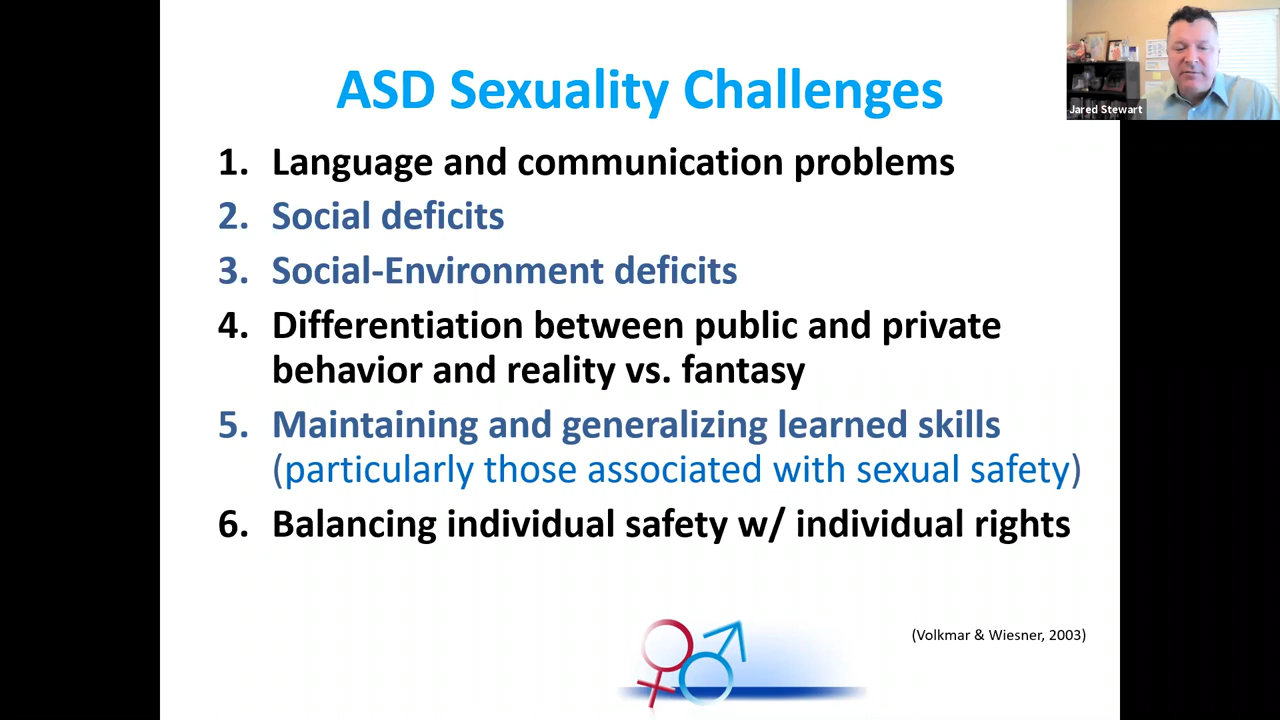 ASD Sexuality Challenges
Jared Stewart
1. Language and communication problems
2. Social deficits
3. Social-Environment deficits
4. Differentiation between public and private
behavior and reality vs. fantasy
5. Maintaining and generalizing learned skills
(particularly those associated with sexual safety)
6. Balancing individual safety w/ individual rights
(Volkmar & Wiesner, 2003)